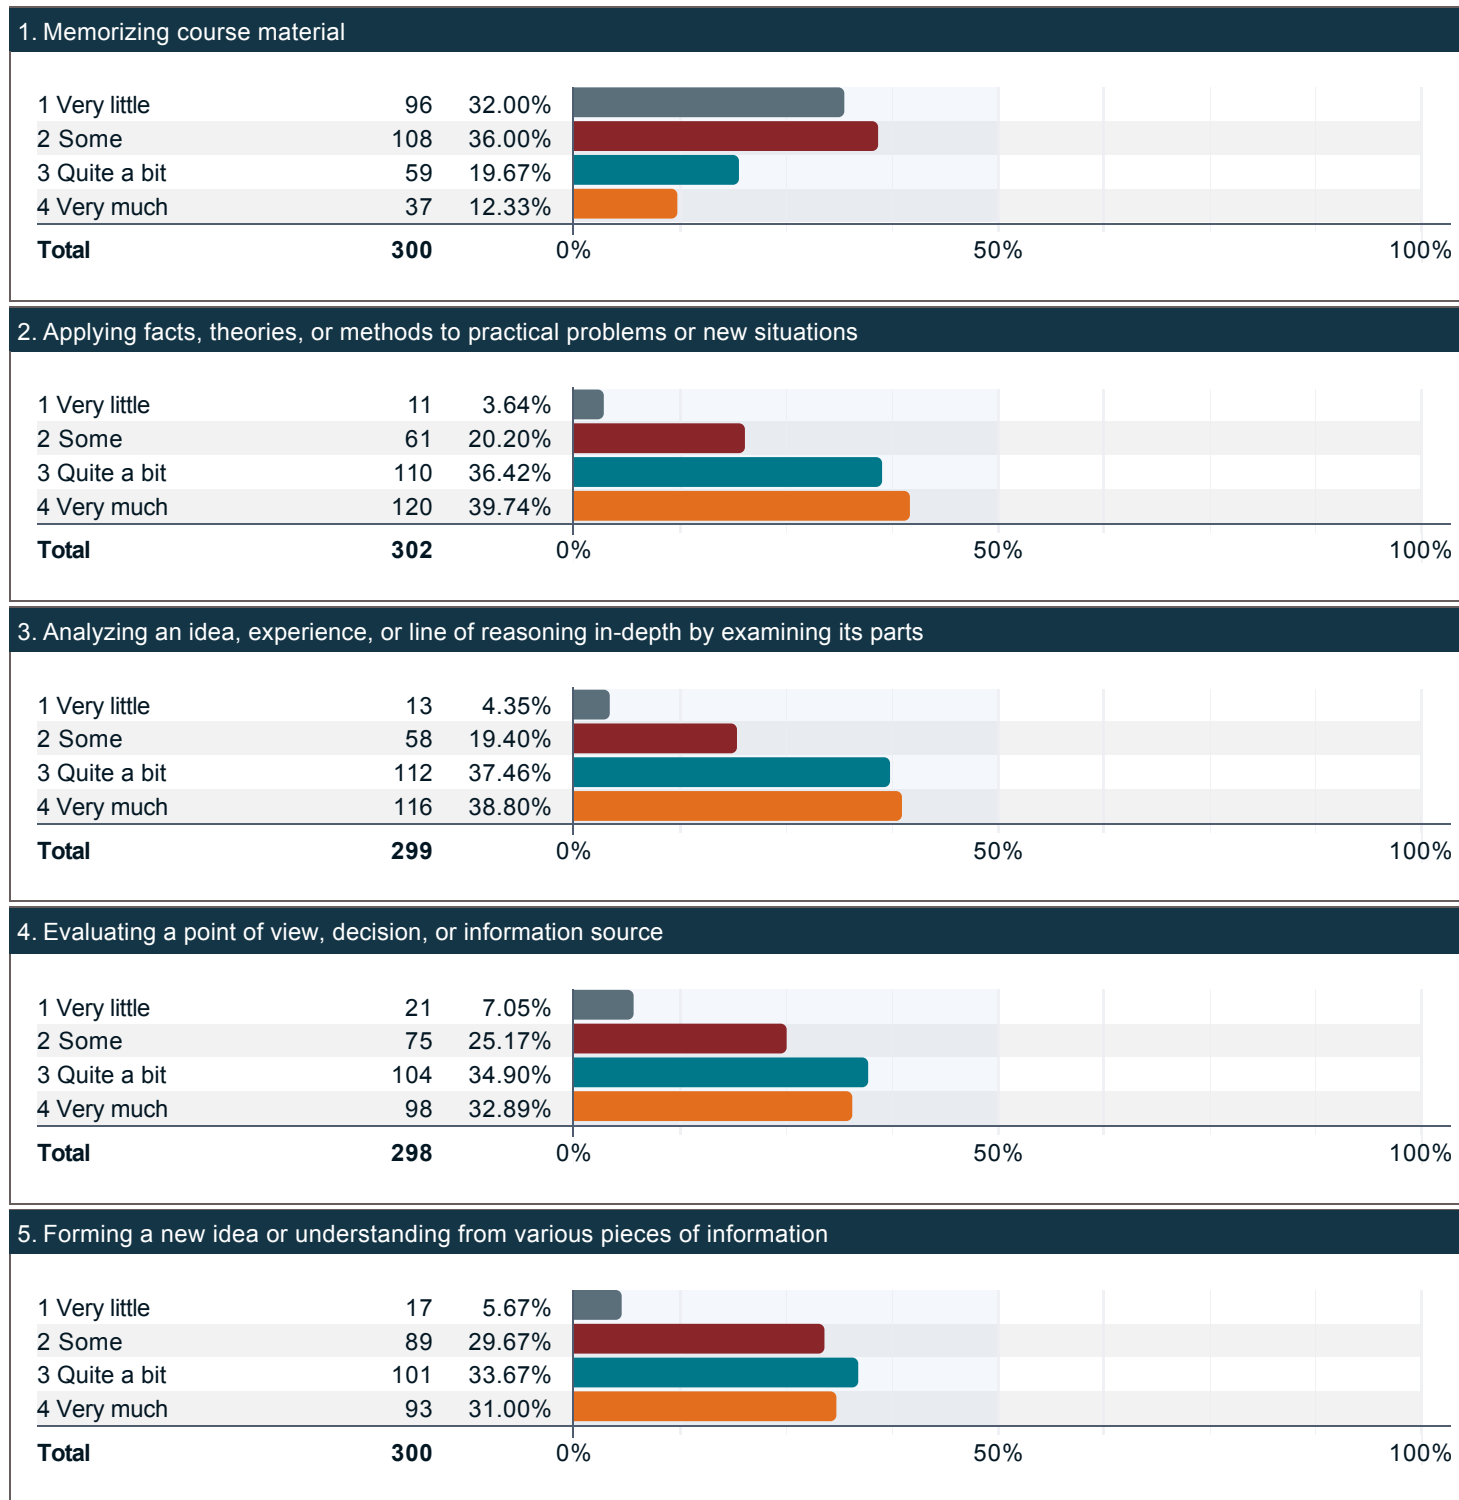 1. Memorizing course material
1 Very little 96 32.00%
2 Some 108 36.00%
3 Quite a bit 59 19.67%
4 Very much 37 12.33%
Total 300 0% 50% 100%
2. Applying facts, theories, or methods to practical problems or new situations
1 Very little 11 3.64%
2 Some 61 20.20%
3 Quite a bit 110 36.42%
4 Very much 120 39.74%
Total 302 0% 50% 100%
3. Analyzing an idea, experience, or line of reasoning in-depth by examining its parts
1 Very little 13 4.35%
2 Some 58 19.40%
3 Quite a bit 112 37.46%
4 Very much 116 38.80%
Total 299 0% 50% 100%
4. Evaluating a point of view, decision, or information source
1 Very little 21 7.05%
2 Some 75 25.17%
3 Quite a bit 104 34.90%
4 Very much 98 32.89%
Total 298 0% 50% 100%
5. Forming a new idea or understanding from various pieces of information
1 Very little 17 5.67%
2 Some 89 29.67%
3 Quite a bit 101 33.67%
4 Very much 93 31.00%
Total 300 0% 50% 100%